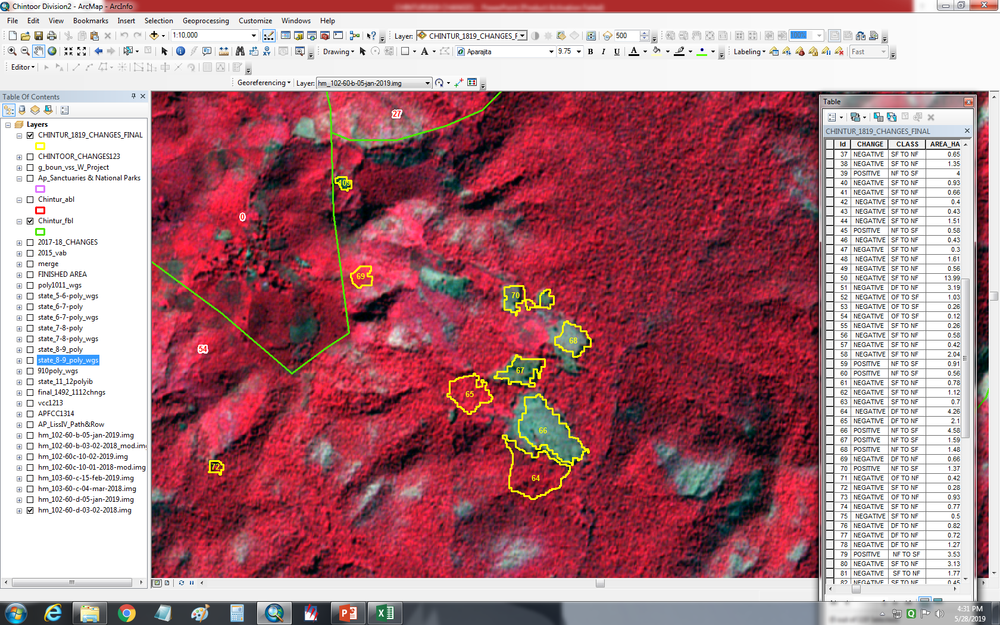 Chintoor Division2 - ArcMap - ArcInfo
File Edit View Bookmarks Insert Selection Geoprocessing Customize Windows Help
1:10,000
Layer: CHINTUR_1819_CHANGES_F
500
100%
Drawing
Aparajita
9.75
B I U A
Labeling
Fast
Editor
Georeferencing Layer: hm_102-60-b-05-jan-2019.img
Table Of Contents
Layers
CHINTUR_1819_CHANGES_FINAL
CHINTOOR_CHANGES123
g_boun_vss_W_Project
Ap_Sanctuaries & National Parks
Chintur_abl
Chintur_fbl
2017-18_CHANGES
2015_vab
merge
FINISHED AREA
poly1011_wgs
state_5-6-poly_wgs
state_6-7-poly
state_6-7-poly_wgs
state_7-8-poly
state_7-8-poly_wgs
state_8-9_poly
state_8-9_poly_wgs
910poly_wgs
state_11_12polyib
final_1492_1112chngs
vcc1213
APFCC1314
AP_LissIV_Path&Row
hm_102-60-b-05-jan-2019.img
hm_102-60-b-03-02-2018_mod.img
hm_102-60c-10-02-2019.img
hm_102-60c-10-01-2018-mod.img
hm_103-60-c-15-feb-2019.img
hm_103-60-c-04-mar-2018.img
hm_102-60-d-05-jan-2019.img
hm_102-60-d-03-02-2018.img
27
109
0
69
70
68
54
67
65
66
72
64
Table
CHINTUR_1819_CHANGES_FINAL
Id CHANGE CLASS AREA_HA
37 NEGATIVE SF TO NF 0.65
38 NEGATIVE SF TO NF 1.35
39 POSITIVE NF TO SF 4
40 NEGATIVE SF TO NF 0.93
41 NEGATIVE SF TO NF 0.66
42 NEGATIVE SF TO NF 0.4
43 NEGATIVE SF TO NF 0.43
44 NEGATIVE SF TO NF 1.51
45 POSITIVE NF TO SF 0.58
46 NEGATIVE SF TO NF 0.43
47 NEGATIVE SF TO NF 0.3
48 NEGATIVE SF TO NF 1.61
49 NEGATIVE SF TO NF 0.56
50 NEGATIVE SF TO NF 13.99
51 NEGATIVE DF TO NF 3.19
52 NEGATIVE OF TO SF 1.03
53 NEGATIVE OF TO SF 0.26
54 NEGATIVE OF TO SF 0.12
55 NEGATIVE SF TO NF 0.26
56 NEGATIVE SF TO NF 0.58
57 NEGATIVE SF TO NF 0.42
58 NEGATIVE SF TO NF 2.04
59 POSITIVE NF TO SF 0.91
60 POSITIVE NF TO SF 0.56
61 NEGATIVE SF TO NF 0.78
62 NEGATIVE SF TO NF 1.12
63 NEGATIVE SF TO NF 0.7
64 NEGATIVE DF TO NF 4.26
65 NEGATIVE DF TO NF 2.1
66 POSITIVE NF TO SF 4.58
67 POSITIVE NF TO SF 1.59
68 POSITIVE NF TO SF 1.48
69 NEGATIVE DF TO NF 0.66
70 POSITIVE NF TO SF 1.37
71 NEGATIVE OF TO NF 0.42
72 NEGATIVE SF TO NF 0.28
73 NEGATIVE OF TO NF 0.93
74 NEGATIVE SF TO NF 0.77
75 NEGATIVE SF TO NF 0.5
76 NEGATIVE DF TO NF 0.82
77 NEGATIVE DF TO NF 0.72
78 NEGATIVE DF TO NF 1.27
79 POSITIVE NF TO SF 3.53
80 NEGATIVE SF TO NF 3.13
81 NEGATIVE SF TO NF 1.77
82 NEGATIVE SF TO NF 0.45
4:31 PM
5/28/2019